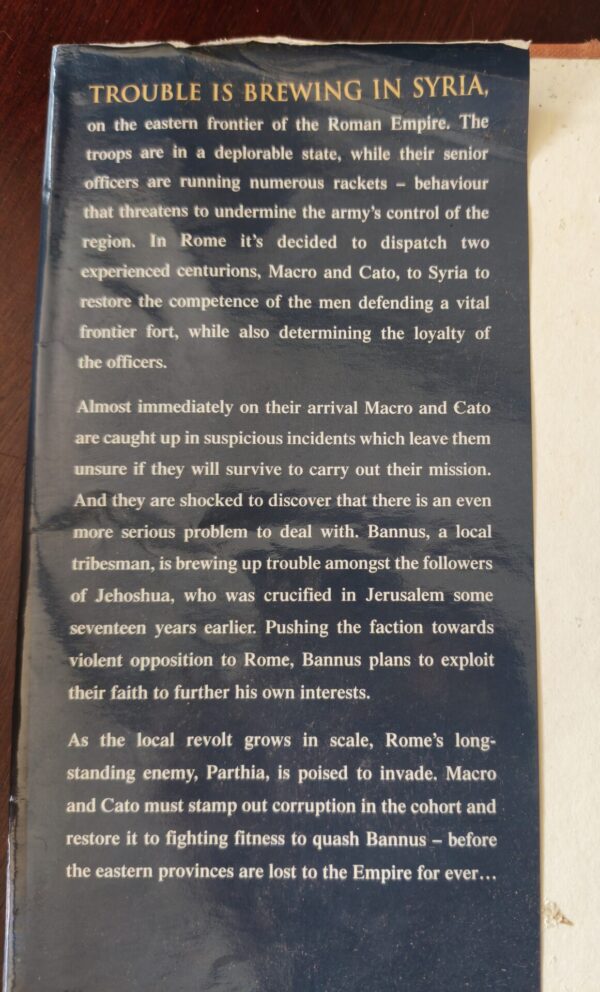 TROUBLE IS BREWING IN SYRIA,
on the eastern frontier of the Roman Empire. The
troops are in a deplorable state, while their senior
officers are running numerous rackets – behaviour
that threatens to undermine the army's control of the
region. In Rome it's decided to dispatch two
experienced centurions, Macro and Cato, to Syria to
restore the competence of the men defending a vital
frontier fort, while also determining the loyalty of
the officers.
Almost immediately on their arrival Macro and Cato
are caught up in suspicious incidents which leave them
unsure if they will survive to carry out their mission.
And they are shocked to discover that there is an even
more serious problem to deal with. Bannus, a local
tribesman, is brewing up trouble amongst the followers
of Jehoshua, who was crucified in Jerusalem some
seventeen years earlier. Pushing the faction towards
violent opposition to Rome, Bannus plans to exploit
their faith to further his own interests.
As the local revolt grows in scale, Rome's long-
standing enemy, Parthia, is poised to invade. Macro
and Cato must stamp out corruption in the cohort and
restore it to fighting fitness to quash Bannus – before
the eastern provinces are lost to the Empire for ever…